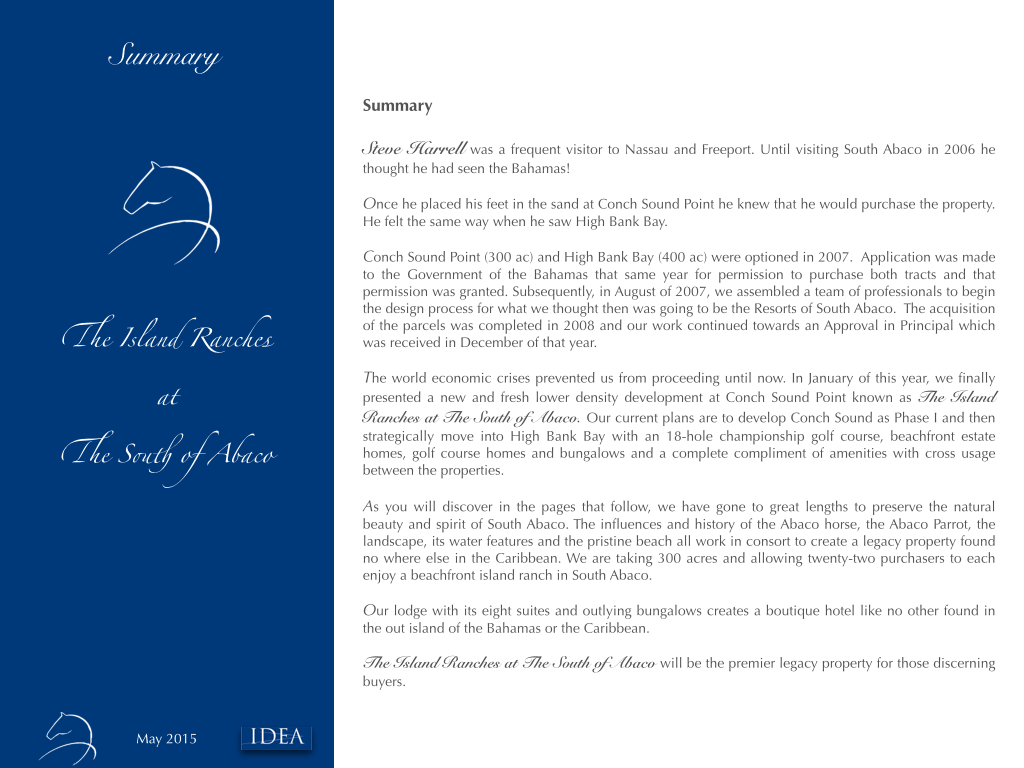 Summary
The Island Ranches
at
The South of Abaco
May 2015
IDEA
Summary
Steve Harrell was a frequent visitor to Nassau and Freeport. Until visiting South Abaco in 2006 he
thought he had seen the Bahamas!
Once he placed his feet in the sand at Conch Sound Point he knew that he would purchase the property.
He felt the same way when he saw High Bank Bay.
Conch Sound Point (300 ac) and High Bank Bay (400 ac) were optioned in 2007. Application was made
to the Government of the Bahamas that same year for permission to purchase both tracts and that
permission was granted. Subsequently, in August of 2007, we assembled a team of professionals to begin
the design process for what we thought then was going to be the Resorts of South Abaco. The acquisition
of the parcels was completed in 2008 and our work continued towards an Approval in Principal which
was received in December of that year.
The world economic crises prevented us from proceeding until now. In January of this year, we finally
presented a new and fresh lower density development at Conch Sound Point known as The Island
Ranches at The South of Abaco. Our current plans are to develop Conch Sound as Phase I and then
strategically move into High Bank Bay with an 18-hole championship golf course, beachfront estate
homes, golf course homes and bungalows and a complete compliment of amenities with cross usage
between the properties.
As you will discover in the pages that follow, we have gone to great lengths to preserve the natural
beauty and spirit of South Abaco. The influences and history of the Abaco horse, the Abaco Parrot, the
landscape, its water features and the pristine beach all work in consort to create a legacy property found
no where else in the Caribbean. We are taking 300 acres and allowing twenty-two purchasers to each
enjoy a beachfront island ranch in South Abaco.
Our lodge with its eight suites and outlying bungalows creates a boutique hotel like no other found in
the out island of the Bahamas or the Caribbean.
The Island Ranches at The South of Abaco will be the premier legacy property for those discerning
buyers.